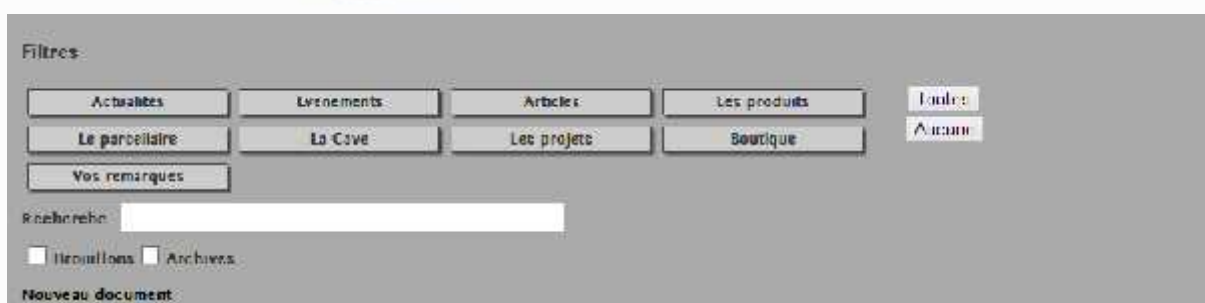 Filtres
Actualités Evenements Articles Les produits Toutes
Le parcellaire La Cave Les projets Boutique Aucune
Vos remarques
Recherche
Brouillons Archives
Nouveau document